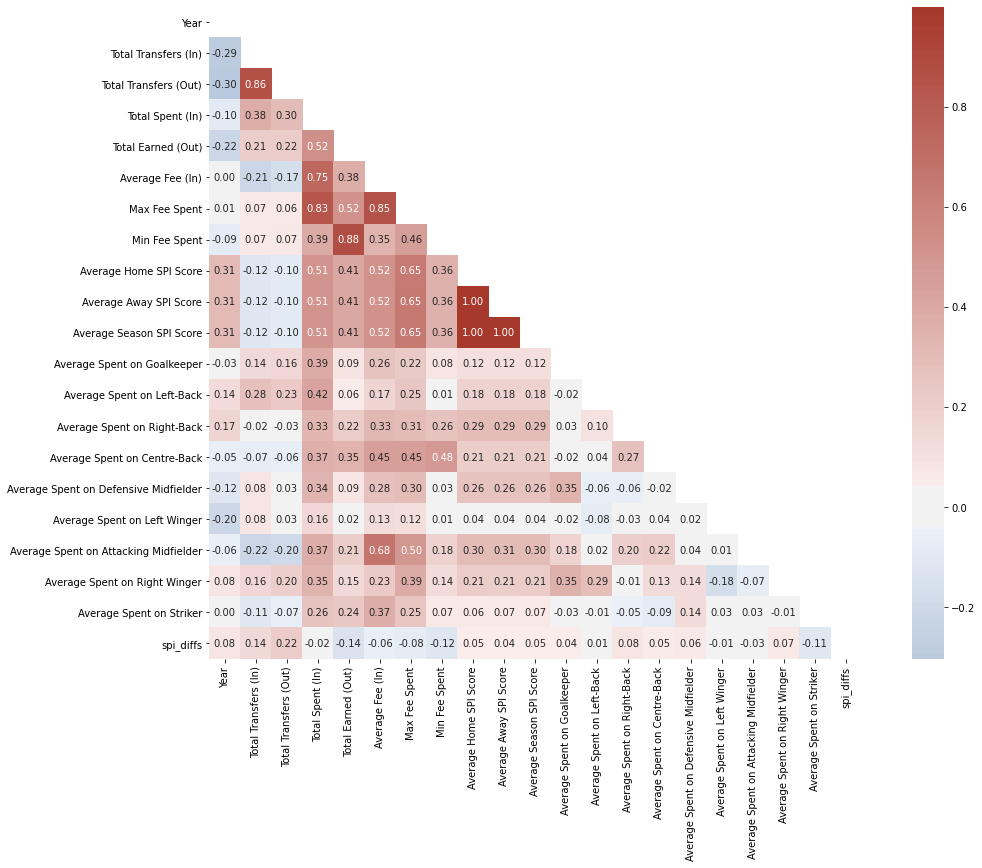 Year
Total Transfers (In) -0.29
Total Transfers (Out) -0.30 0.86
Total Spent (In) -0.10 0.38 0.30
Total Earned (Out) -0.22 0.21 0.22 0.52
Average Fee (In) 0.00 -0.21 -0.17 0.75 0.38
Max Fee Spent 0.01 0.07 0.06 0.83 0.52 0.85
Min Fee Spent -0.09 0.07 0.07 0.39 0.88 0.35 0.46
Average Home SPI Score 0.31 -0.12 -0.10 0.51 0.41 0.52 0.65 0.36
Average Away SPI Score 0.31 -0.12 -0.10 0.51 0.41 0.52 0.65 0.36 1.00
Average Season SPI Score 0.31 -0.12 -0.10 0.51 0.41 0.52 0.65 0.36 1.00 1.00
Average Spent on Goalkeeper -0.03 0.14 0.16 0.39 0.09 0.26 0.22 0.08 0.12 0.12 0.12
Average Spent on Left-Back 0.14 0.28 0.23 0.42 0.06 0.17 0.25 0.01 0.18 0.18 0.18 -0.02
Average Spent on Right-Back 0.17 -0.02 -0.03 0.33 0.22 0.33 0.31 0.26 0.29 0.29 0.29 0.03 0.10
Average Spent on Centre-Back -0.05 -0.07 -0.06 0.37 0.35 0.45 0.45 0.48 0.21 0.21 0.21 -0.02 0.04 0.27
Average Spent on Defensive Midfielder -0.12 0.08 0.03 0.34 0.09 0.28 0.30 0.03 0.26 0.26 0.26 0.35 -0.06 -0.06 -0.02
Average Spent on Left Winger -0.20 0.08 0.03 0.16 0.02 0.13 0.12 0.01 0.04 0.04 0.04 -0.02 -0.08 -0.03 0.04 0.02
Average Spent on Attacking Midfielder -0.06 -0.22 -0.20 0.37 0.21 0.68 0.50 0.18 0.30 0.31 0.30 0.18 0.02 0.20 0.22 0.04 0.01
Average Spent on Right Winger 0.08 0.16 0.20 0.35 0.15 0.23 0.39 0.14 0.21 0.21 0.21 0.35 0.29 -0.01 0.13 0.14 -0.18 -0.07
Average Spent on Striker 0.00 -0.11 -0.07 0.26 0.24 0.37 0.25 0.07 0.06 0.07 0.07 -0.03 -0.01 -0.05 -0.09 0.14 0.03 0.03 -0.01
spi_diffs 0.08 0.14 0.22 -0.02 -0.14 -0.06 -0.08 -0.12 0.05 0.04 0.05 0.04 0.01 0.08 0.05 0.06 -0.01 -0.03 0.07 -0.11
Year
Total Transfers (In)
Total Transfers (Out)
Total Spent (In)
Total Earned (Out)
Average Fee (In)
Max Fee Spent
Min Fee Spent
Average Home SPI Score
Average Away SPI Score
Average Season SPI Score
Average Spent on Goalkeeper
Average Spent on Left-Back
Average Spent on Right-Back
Average Spent on Centre-Back
Average Spent on Defensive Midfielder
Average Spent on Left Winger
Average Spent on Attacking Midfielder
Average Spent on Right Winger
Average Spent on Striker
spi_diffs
0.8
0.6
0.4
0.2
0.0
−0.2